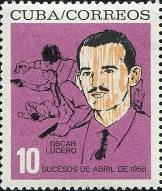 CUBA/CORREOS
OSCAR
LUCERO
10
SUCESOS DE ABRIL DE 1958